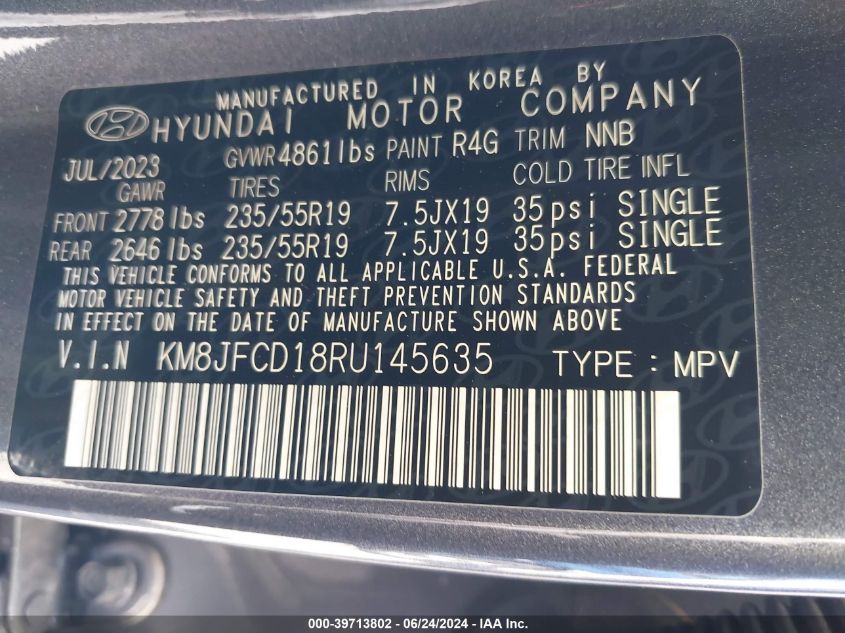 MANUFACTURED IN KOREA BY
HYUNDAI MOTOR COMPANY
JUL/2023 GVWR 4861 lbs PAINT R4G TRIM NNB
GAWR TIRES RIMS COLD TIRE INFL
FRONT 2778 lbs 235/55R19 7.5JX19 35psi SINGLE
REAR 2646 lbs 235/55R19 7.5JX19 35psi SINGLE
THIS VEHICLE CONFORMS TO ALL APPLICABLE U.S.A. FEDERAL
MOTOR VEHICLE SAFETY AND THEFT PREVENTION STANDARDS
IN EFFECT ON THE DATE OF MANUFACTURE SHOWN ABOVE
V.I.N KM8JFCD18RU145635 TYPE : MPV
000-39713802 - 06/24/2024 - IAAI.com